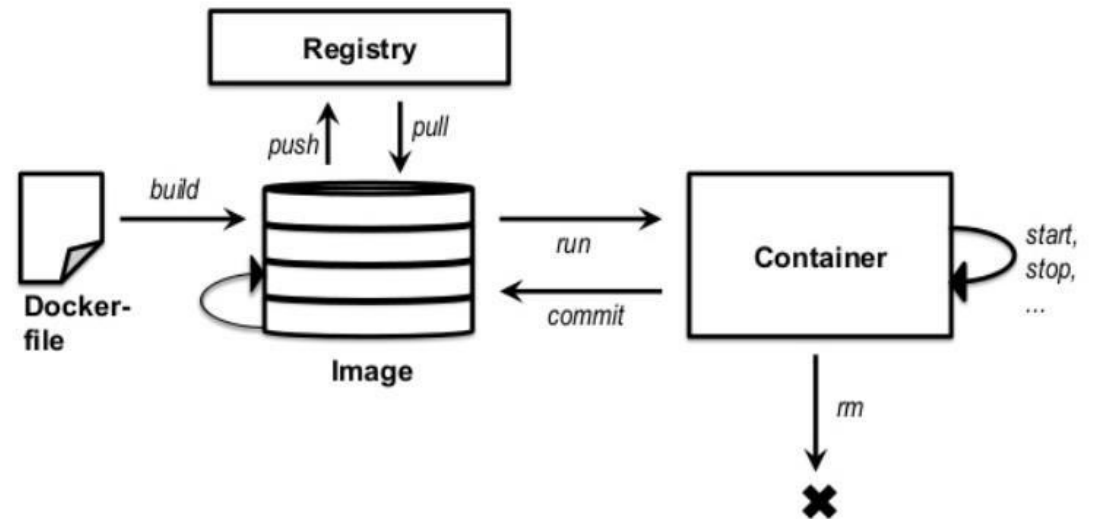 Registry
push
pull
build
Docker-
file
Image
run
commit
Container
start,
stop,
...
rm